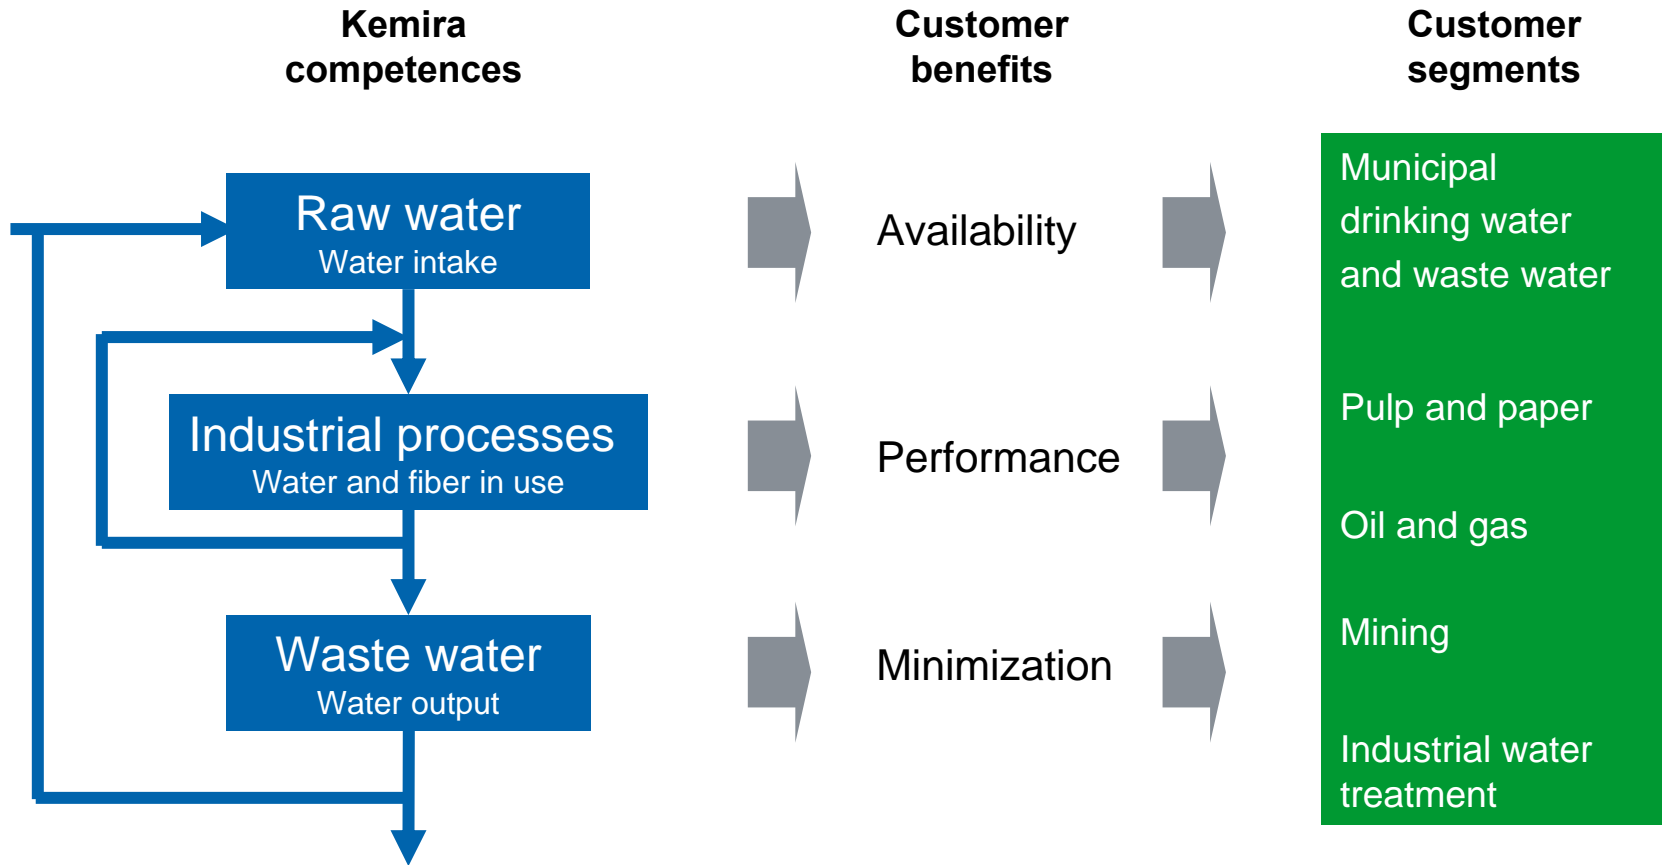 Kemira
competences
Customer
benefits
Customer
segments
Raw water
Water intake
Availability
Industrial processes
Water and fiber in use
Performance
Waste water
Water output
Minimization
Municipal
drinking water
and waste water
Pulp and paper
Oil and gas
Mining
Industrial water
treatment